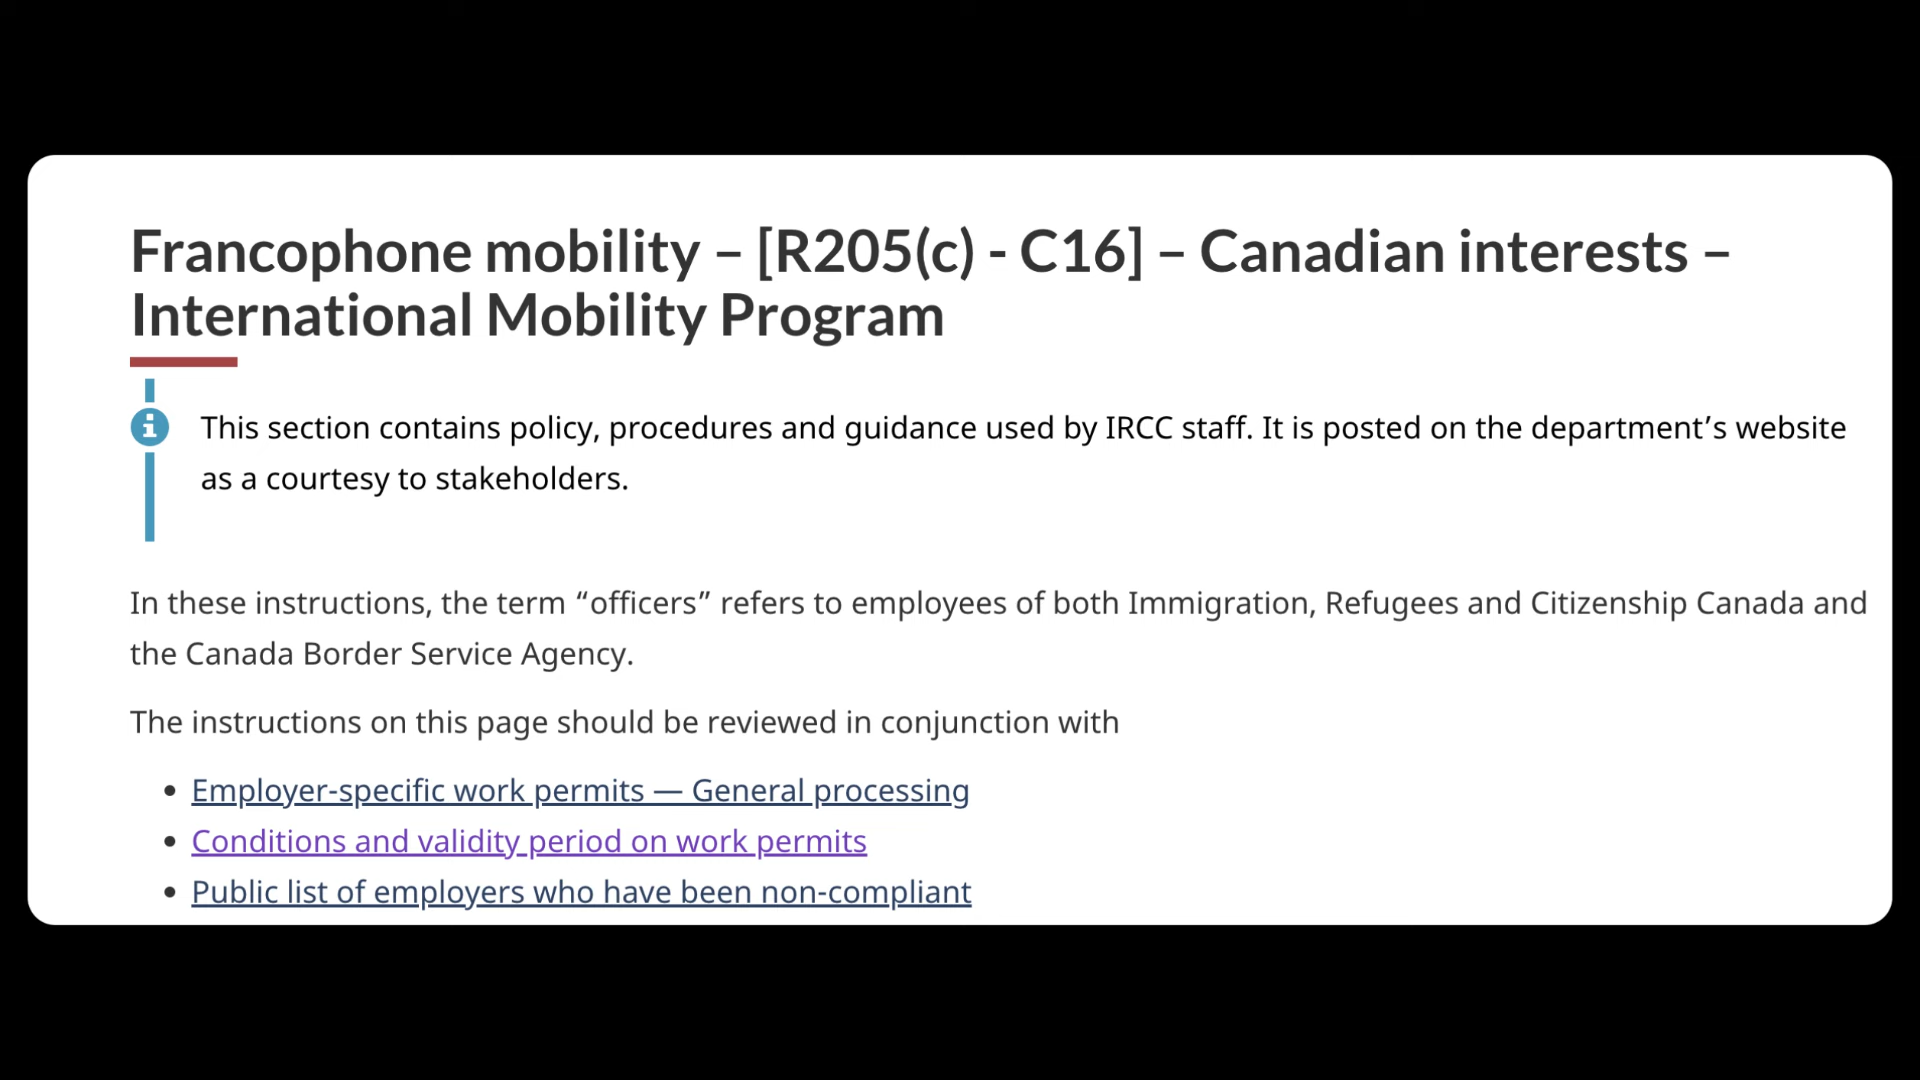 Francophone mobility – [R205(c) - C16] – Canadian interests –
International Mobility Program
This section contains policy, procedures and guidance used by IRCC staff. It is posted on the department’s website
as a courtesy to stakeholders.
In these instructions, the term “officers” refers to employees of both Immigration, Refugees and Citizenship Canada and
the Canada Border Service Agency.
The instructions on this page should be reviewed in conjunction with
• Employer-specific work permits — General processing
• Conditions and validity period on work permits
• Public list of employers who have been non-compliant